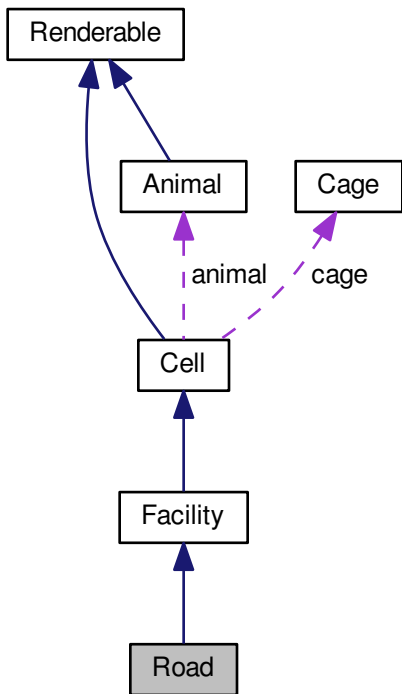 Renderable
Animal
Cage
animal
cage
Cell
Facility
Road